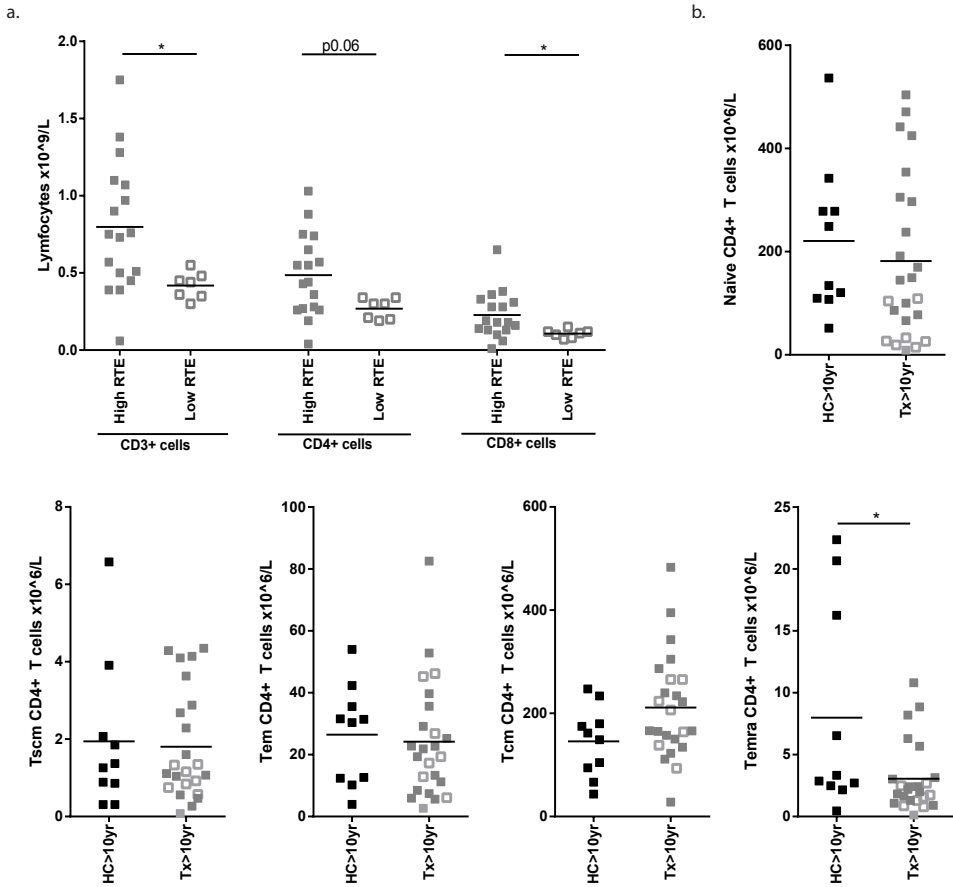 a.
b.
Lymfocytes x10^9/L
2.0
1.5
1.0
0.5
0.0
*
p0.06
*
High RTE
Low RTE
High RTE
Low RTE
High RTE
Low RTE
CD3+ cells
CD4+ cells
CD8+ cells
Naive CD4+ T cells x10^6/L
600
400
200
0
HC>10yr
Tx>10yr
Tscm CD4+ T cells x10^6/L
8
6
4
2
0
HC>10yr
Tx>10yr
Tem CD4+ T cells x10^6/L
100
80
60
40
20
0
HC>10yr
Tx>10yr
Tcm CD4+ T cells x10^6/L
600
400
200
0
HC>10yr
Tx>10yr
Temra CD4+ T cells x10^6/L
25
20
15
10
5
0
*
HC>10yr
Tx>10yr